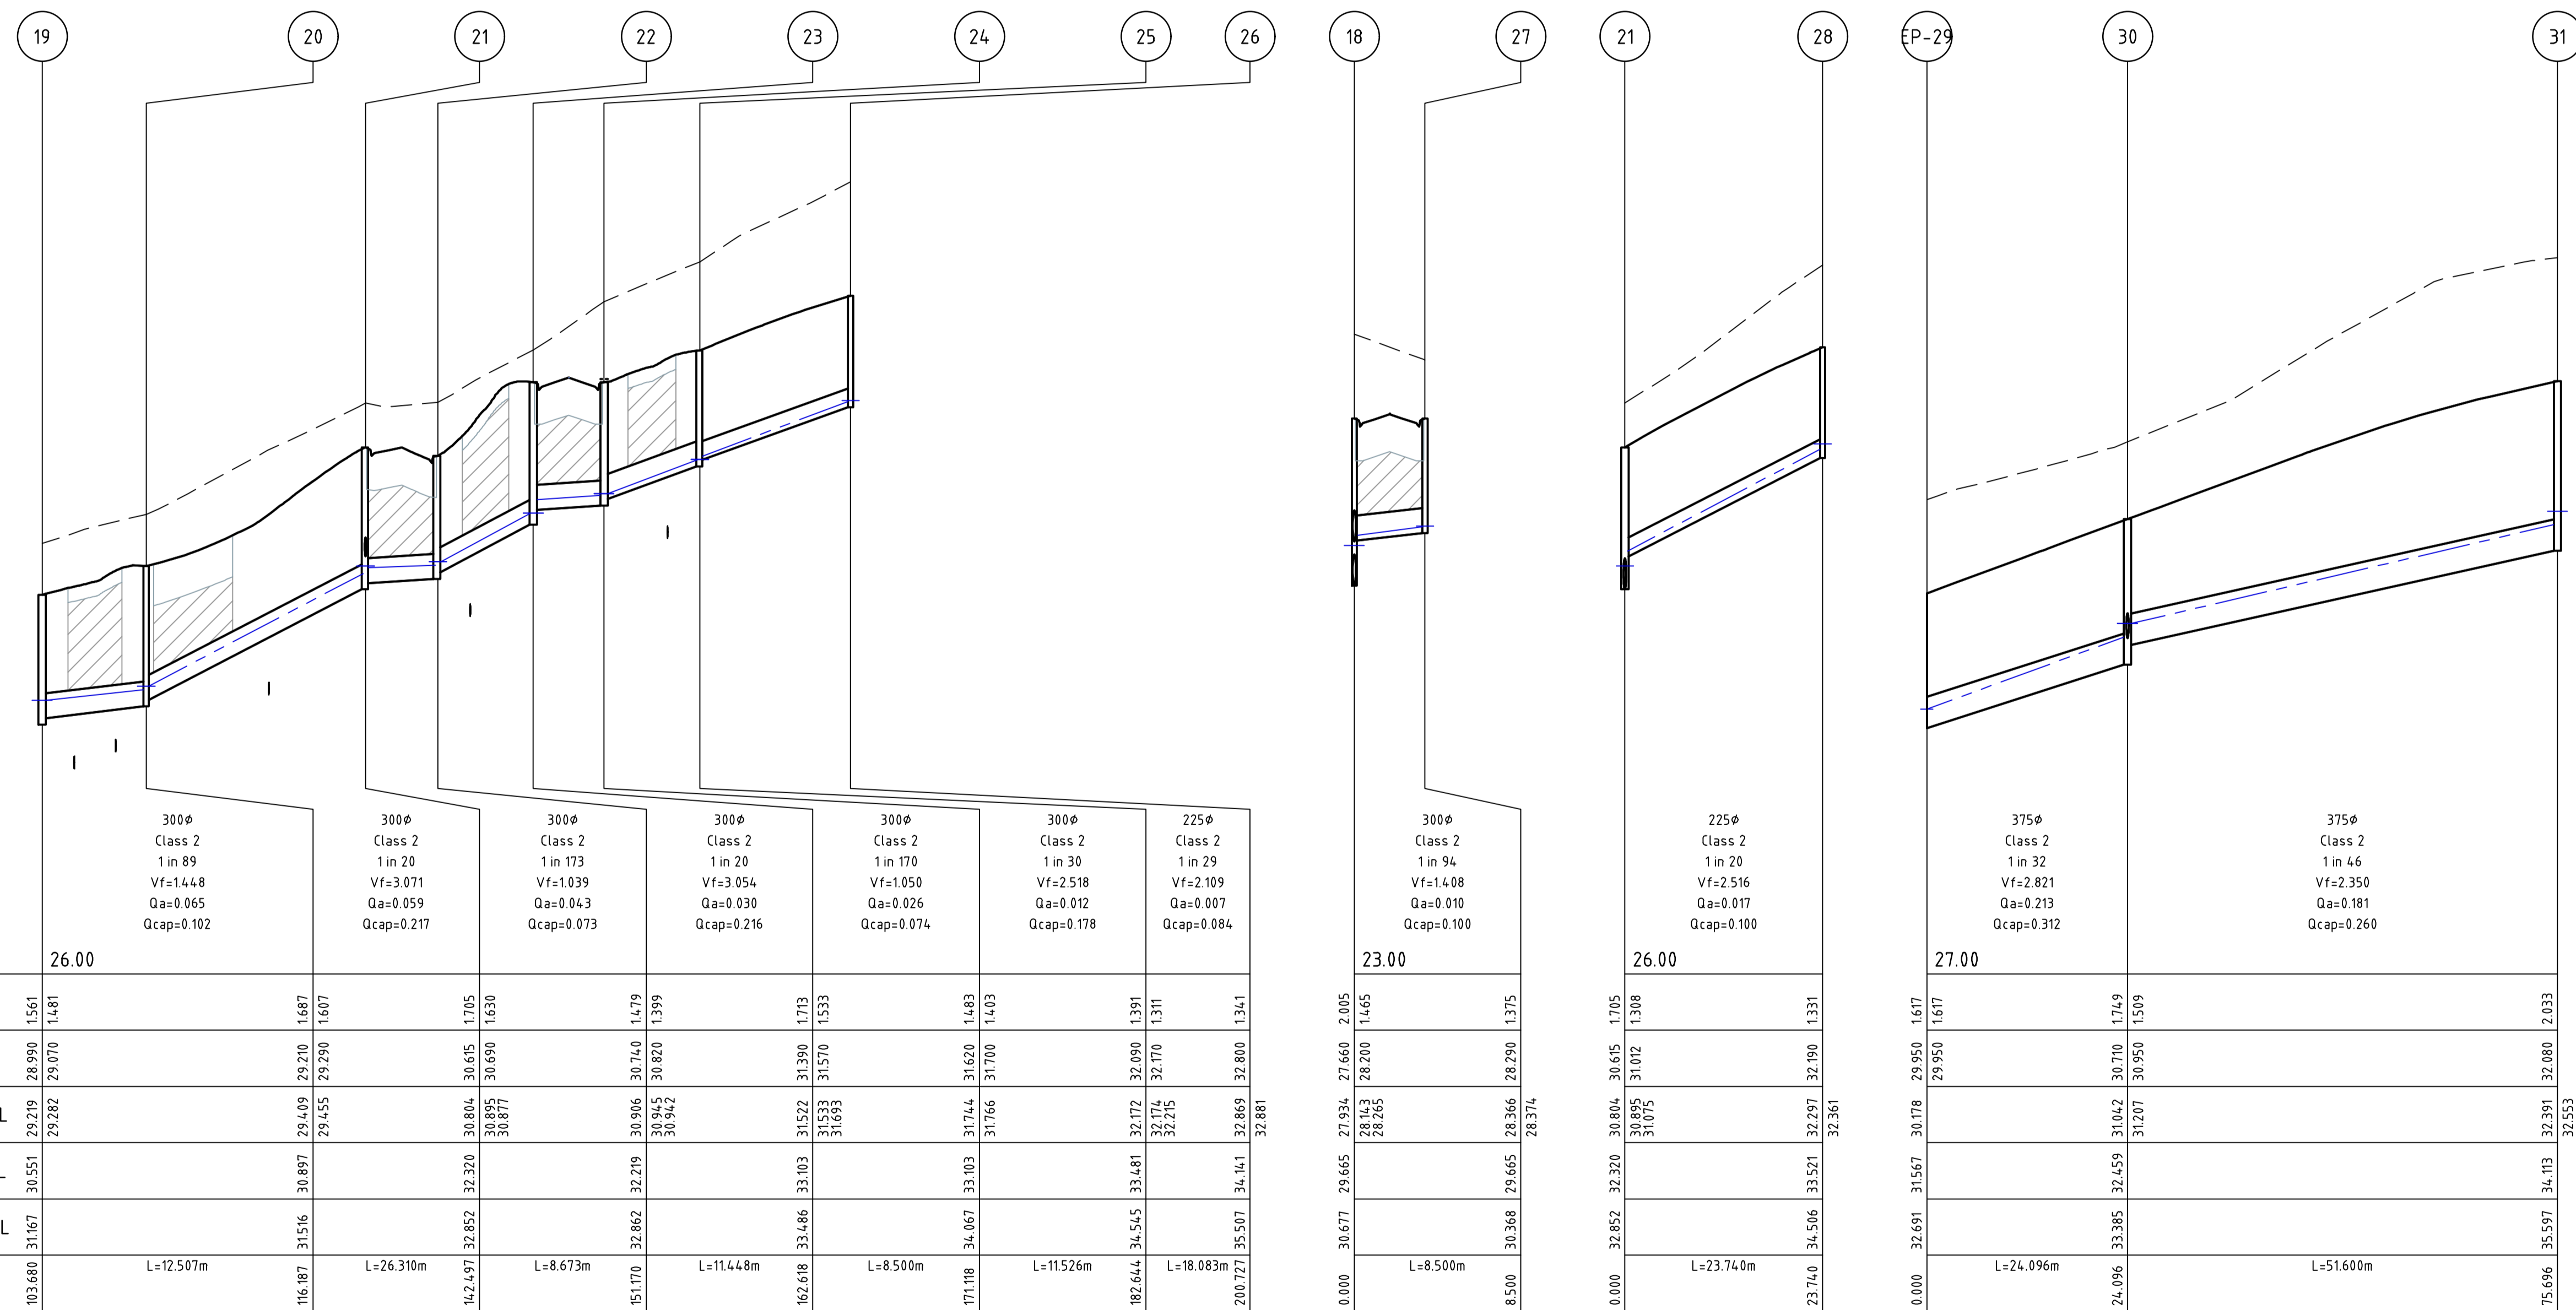 19 20 21 22 23 24 25 26 18 27 21 28 EP-29 30 31
300ø 300ø 300ø 300ø 300ø 300ø 225ø 300ø 225ø 375ø 375ø
Class 2 Class 2 Class 2 Class 2 Class 2 Class 2 Class 2 Class 2 Class 2 Class 2 Class 2
1 in 89 1 in 20 1 in 173 1 in 20 1 in 170 1 in 30 1 in 29 1 in 94 1 in 20 1 in 32 1 in 46
Vf=1.448 Vf=3.071 Vf=1.039 Vf=3.054 Vf=1.050 Vf=2.518 Vf=2.109 Vf=1.408 Vf=2.516 Vf=2.821 Vf=2.350
Qa=0.065 Qa=0.059 Qa=0.043 Qa=0.030 Qa=0.026 Qa=0.012 Qa=0.007 Qa=0.010 Qa=0.017 Qa=0.213 Qa=0.181
Qcap=0.102 Qcap=0.217 Qcap=0.073 Qcap=0.216 Qcap=0.074 Qcap=0.178 Qcap=0.084 Qcap=0.100 Qcap=0.100 Qcap=0.312 Qcap=0.260
26.00 23.00 26.00 27.00
1.561 1.481 1.687 1.607 1.705 1.630 1.479 1.399 1.713 1.533 1.483 1.403 1.391 1.311 1.341 2.005 1.465 1.375 1.705 1.308 1.331 1.617 1.617 1.749 1.509 2.033
28.990 29.070 29.210 29.290 30.615 30.690 30.740 30.820 31.390 31.570 31.620 31.700 32.090 32.170 32.800 27.660 28.200 28.290 30.615 31.012 32.190 29.950 29.950 30.710 30.950 32.080
L 29.219 29.282 29.409 29.455 30.804 30.895 30.877 30.906 30.945 30.942 31.522 31.533 31.693 31.744 31.766 32.172 32.174 32.215 32.869 32.881 27.934 28.143 28.265 28.366 28.374 30.804 30.895 31.075 32.297 32.361 30.178 31.042 31.207 32.391 32.553
30.551 30.897 32.320 32.219 33.103 33.103 33.481 34.141 29.665 29.665 32.320 33.521 31.567 32.459 34.113
L 31.167 31.516 32.852 32.862 33.486 34.067 34.545 35.507 30.677 30.368 32.852 34.506 32.691 33.385 35.597
L=12.507m L=26.310m L=8.673m L=11.448m L=8.500m L=11.526m L=18.083m L=8.500m L=23.740m L=24.096m L=51.600m
103.680 116.187 142.497 151.170 162.618 171.118 182.644 200.727 0.000 8.500 0.000 23.740 0.000 24.096 75.696